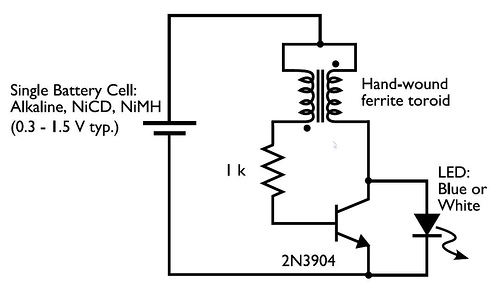 Single Battery Cell:
Alkaline, NiCD, NiMH
(0.3 - 1.5 V typ.)
Hand-wound
ferrite toroid
1 k
LED:
Blue or
White
2N3904